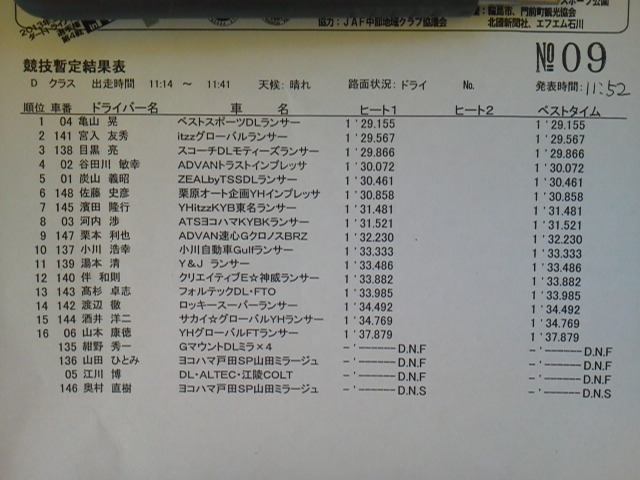 2013年
輪島市、門前町観光協会
協力：ＪＡＦ中部地域クラブ協議会　北國新聞社、エフエム石川
№ 09
競技暫定結果表
Ｄ　クラス　出走時間　11:14　～　11:41　天候：晴れ　路面状況：ドライ　No.　発表時間：11:52
順位 車番 ドライバー名 車　名 ヒート1 ヒート2 ベストタイム
1 04 亀山　晃 ベストスポーツDLランサー 1'29.155 1'29.155
2 141 宮入　友秀 itzzグローバルランサー 1'29.567 1'29.567
3 138 目黒　亮 スコーチDLモティーズランサー 1'29.866 1'29.866
4 02 谷田川　敏幸 ADVANトラストインプレッサ 1'30.072 1'30.072
5 01 炭山　義昭 ZEALbyTSSDLランサー 1'30.461 1'30.461
6 148 佐藤　史彦 栗原オート企画YHインプレッサ 1'30.858 1'30.858
7 145 濱田　隆行 YHitzzKYB東名ランサー 1'31.481 1'31.481
8 03 河内　渉 ATSヨコハマKYBKランサー 1'31.521 1'31.521
9 147 栗本　利也 ADVAN速心GクロノスBRZ 1'32.230 1'32.230
10 137 小川　浩幸 小川自動車Gulfランサー 1'33.333 1'33.333
11 139 湯本　清 Y＆J　ランサー 1'33.486 1'33.486
12 140 伴　和則 クリエイティブE☆神威ランサー 1'33.882 1'33.882
13 143 髙杉　卓志 フォルテックDL・FTO 1'33.985 1'33.985
14 142 渡辺　徹 ロッキースーパーランサー 1'34.492 1'34.492
15 144 酒井　洋二 サカイ☆グローバルYHランサー 1'34.769 1'34.769
16 06 山本　康徳 YHグローバルFTランサー 1'37.879 1'37.879
135 紺野　秀一 GマウントDLミラ×4 -'------D.N.F -'------D.N.F
136 山田　ひとみ ヨコハマ戸田SP山田ミラージュ -'------D.N.F -'------D.N.F
05 江川　博 DL・ALTEC・江陵COLT -'------D.N.F -'------D.N.F
146 奥村　直樹 ヨコハマ戸田SP山田ミラージュ -'------D.N.S -'------D.N.S